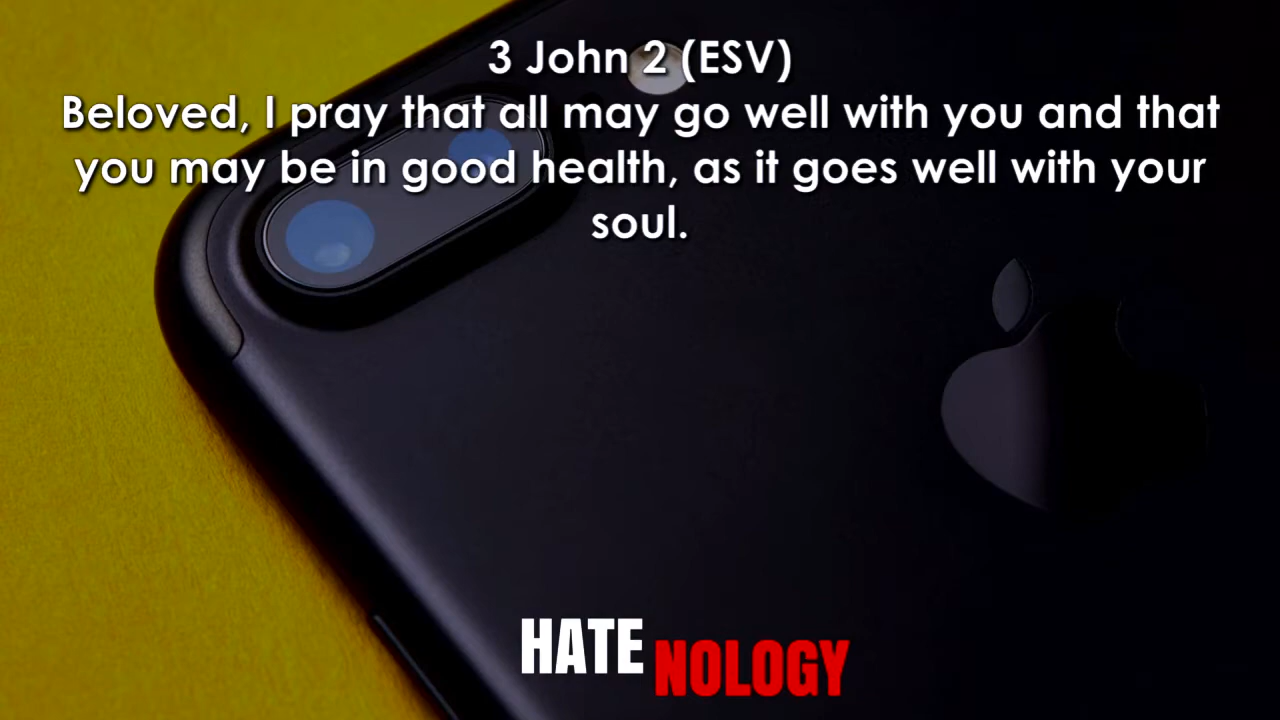 3 John 2 (ESV)
Beloved, I pray that all may go well with you and that
you may be in good health, as it goes well with your
soul.
HATE
NOLOGY